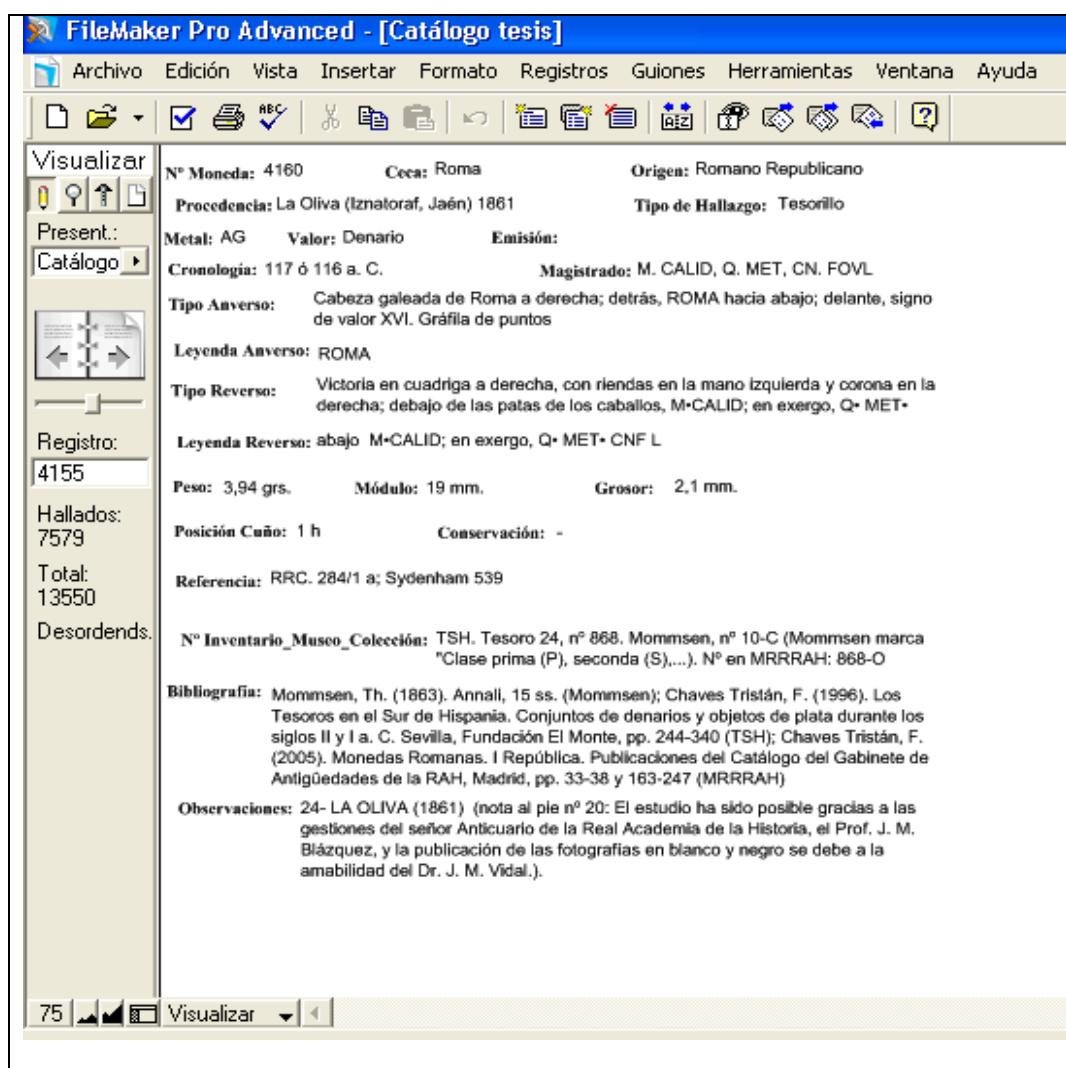 FileMaker Pro Advanced - [Catálogo tesis]
Archivo Edición Vista Insertar Formato Registros Guiones Herramientas Ventana Ayuda
Visualizar
Present.:
Catálogo
Registro:
4155
Hallados:
7579
Total:
13550
Desordends.
Nº Moneda: 4160 Ceca: Roma Origen: Romano Republicano
Procedencia: La Oliva (Iznatoraf, Jaén) 1861 Tipo de Hallazgo: Tesorillo
Metal: AG Valor: Denario Emisión:
Cronología: 117 ó 116 a. C. Magistrado: M. CALID, Q. MET, CN. FOVL
Tipo Anverso: Cabeza galeada de Roma a derecha; detrás, ROMA hacia abajo; delante, signo
de valor XVI. Gráfila de puntos
Leyenda Anverso: ROMA
Tipo Reverso: Victoria en cuadriga a derecha, con riendas en la mano izquierda y corona en la
derecha; debajo de las patas de los caballos, M•CALID; en exergo, Q• MET•
Leyenda Reverso: abajo M•CALID; en exergo, Q• MET• CNF L
Peso: 3,94 grs. Módulo: 19 mm. Grosor: 2,1 mm.
Posición Cuño: 1 h Conservación: -
Referencia: RRC. 284/1 a; Sydenham 539
Nº Inventario_Museo_Colección: TSH. Tesoro 24, nº 868. Mommsen, nº 10-C (Mommsen marca
"Clase prima (P), seconda (S),...). Nº en MRRRAH: 868-O
Bibliografía: Mommsen, Th. (1863). Annali, 15 ss. (Mommsen); Chaves Tristán, F. (1996). Los
Tesoros en el Sur de Hispania. Conjuntos de denarios y objetos de plata durante los
siglos II y I a. C. Sevilla, Fundación El Monte, pp. 244-340 (TSH); Chaves Tristán, F.
(2005). Monedas Romanas. I República. Publicaciones del Catálogo del Gabinete de
Antigüedades de la RAH, Madrid, pp. 33-38 y 163-247 (MRRRAH)
Observaciones: 24- LA OLIVA (1861) (nota al pie nº 20: El estudio ha sido posible gracias a las
gestiones del señor Anticuario de la Real Academia de la Historia, el Prof. J. M.
Blázquez, y la publicación de las fotografías en blanco y negro se debe a la
amabilidad del Dr. J. M. Vidal.).
75 Visualizar